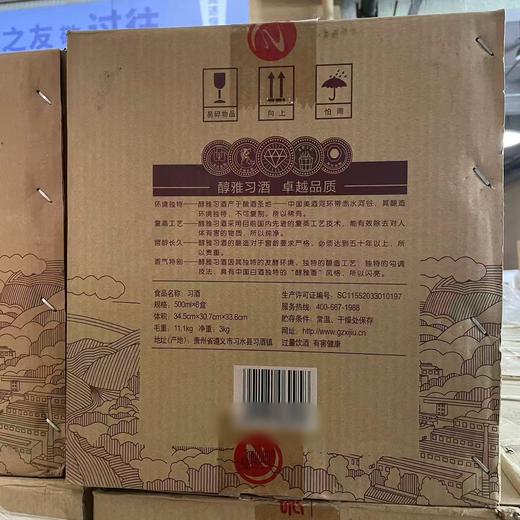 之友敬过往
易碎物品
向上
怕雨
醇雅习酒 卓越品质
环境独特——醇雅习酒产于酿酒圣地——中国美酒河环带赤水河谷，其酿造
环境独特，不可复制，所以稀有。
复蒸工艺——醇雅习酒采用目前国内先进的复蒸工艺技术，能有效除去对人
体有害的物质，所以纯净。
窖龄长久——醇雅习酒的酿造对于窖龄要求严格，必须达到五十年以上，所
以贵重。
香气特别——醇雅习酒因其独特的发酵环境，独特的酿造工艺，独特的勾调
技法，具有中国白酒独特的“醇雅香”风格，所以闪亮。
食品名称：习酒
规格：500ml×6盒
体积：34.5cm×30.7cm×33.6cm
毛重：11.1kg 净重：3kg
地址(产地)：贵州省遵义市习水县习酒镇
生产许可证编号：SC11552033010197
服务热线：400-667-1988
贮存条件：常温、干燥处保存
网址：http://www.gzxijiu.cn
过量饮酒 有害健康